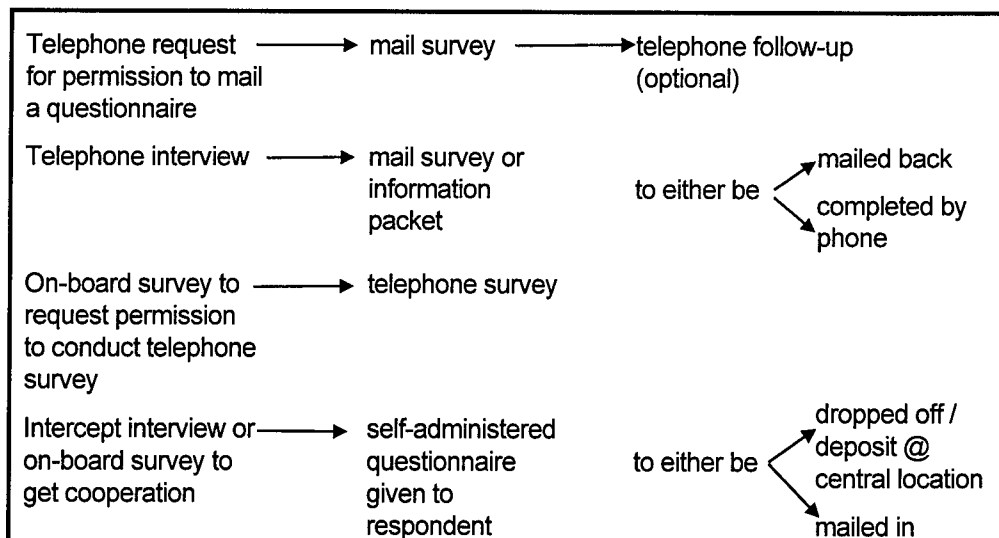 Telephone request
for permission to mail
a questionnaire
mail survey
telephone follow-up
(optional)
Telephone interview
mail survey or
information
packet
to either be
mailed back
completed by
phone
On-board survey to
request permission
to conduct telephone
survey
telephone survey
Intercept interview or
on-board survey to
get cooperation
self-administered
questionnaire
given to
respondent
to either be
dropped off /
deposit @
central location
mailed in